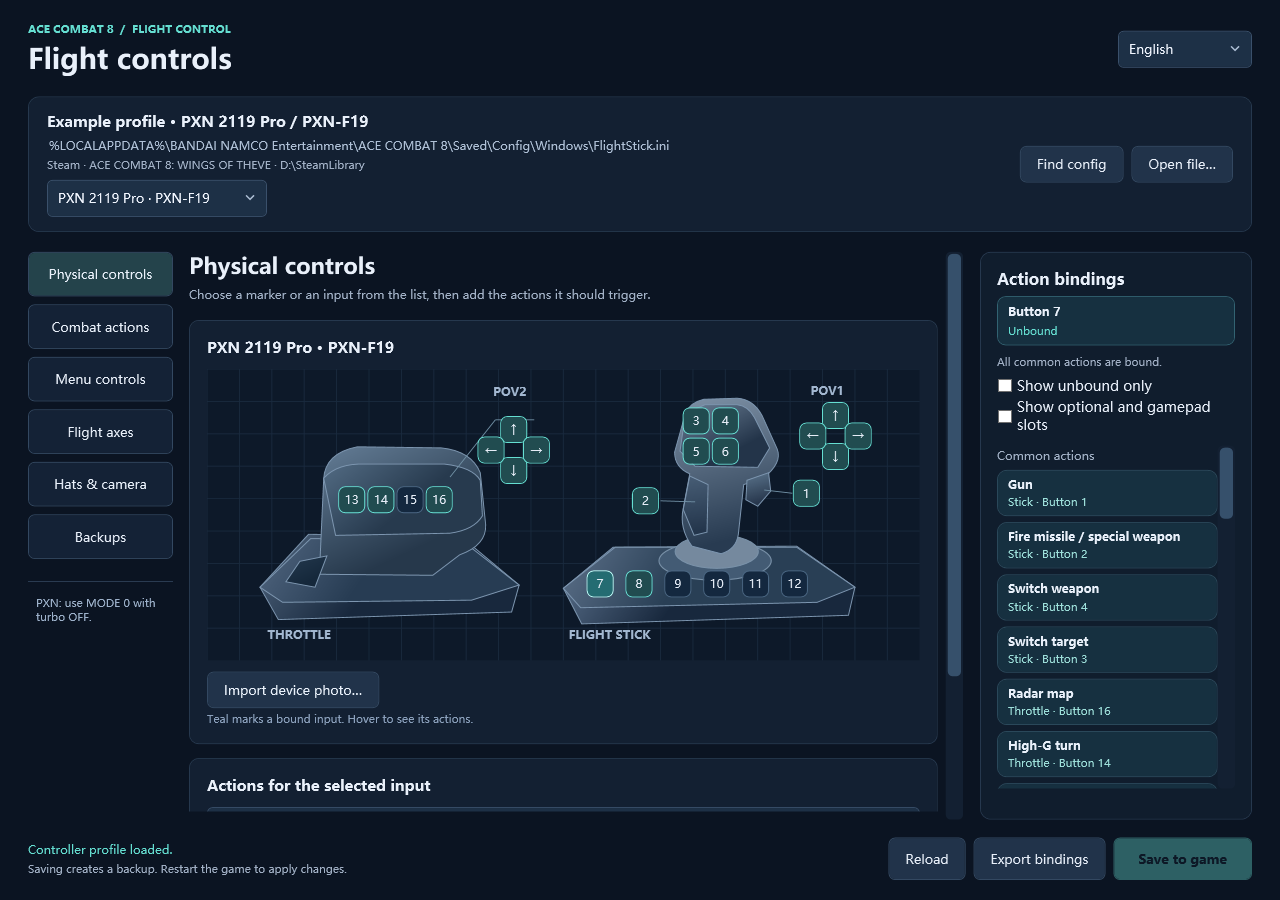 ACE COMBAT 8 / FLIGHT CONTROL
Flight controls
English
Example profile • PXN 2119 Pro / PXN-F19
%LOCALAPPDATA%\BANDAI NAMCO Entertainment\ACE COMBAT 8\Saved\Config\Windows\FlightStick.ini
Steam · ACE COMBAT 8: WINGS OF THEVE · D:\SteamLibrary
PXN 2119 Pro · PXN-F19
Find config
Open file...
Physical controls
Combat actions
Menu controls
Flight axes
Hats & camera
Backups
PXN: use MODE 0 with
turbo OFF.
Physical controls
Choose a marker or an input from the list, then add the actions it should trigger.
PXN 2119 Pro • PXN-F19
POV2
POV1
↑
← →
↓
↑
← →
↓
3 4
5 6
13 14 15 16
2
1
7 8 9 10 11 12
THROTTLE
FLIGHT STICK
Import device photo...
Teal marks a bound input. Hover to see its actions.
Actions for the selected input
Action bindings
Button 7
Unbound
All common actions are bound.
Show unbound only
Show optional and gamepad
slots
Common actions
Gun
Stick · Button 1
Fire missile / special weapon
Stick · Button 2
Switch weapon
Stick · Button 4
Switch target
Stick · Button 3
Radar map
Throttle · Button 16
High-G turn
Throttle · Button 14
Controller profile loaded.
Saving creates a backup. Restart the game to apply changes.
Reload
Export bindings
Save to game